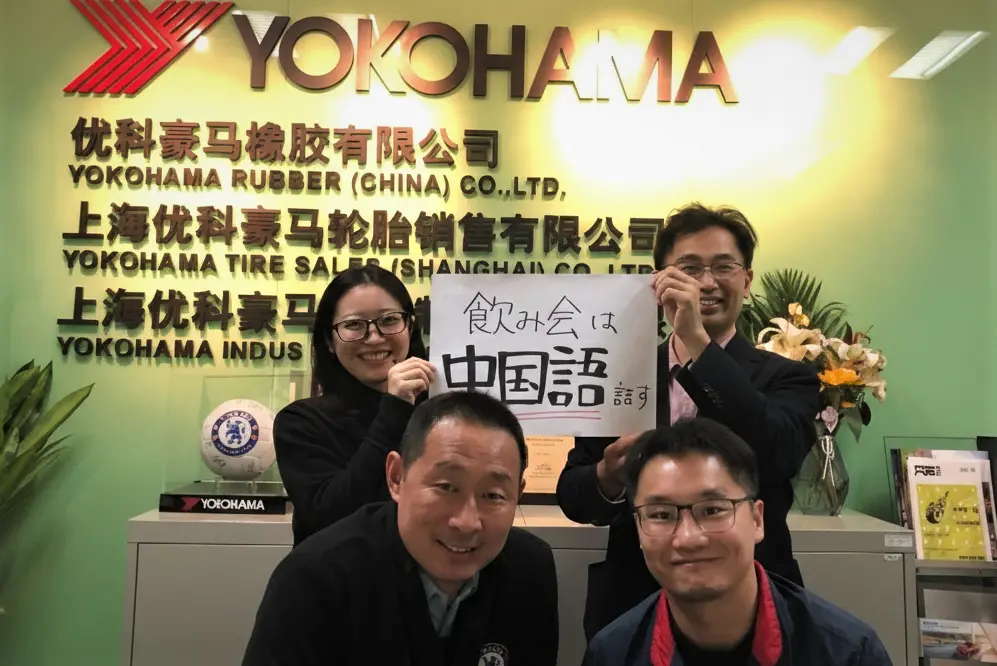 YOKOHAMA
优科豪马橡胶有限公司
YOKOHAMA RUBBER (CHINA) CO.,LTD.
上海优科豪马轮胎销售有限公司
YOKOHAMA TIRE SALES (SHANGHAI) CO., LTD
上海优科豪马
YOKOHAMA INDUS
飲み会は
中国語
話す
YOKOHAMA